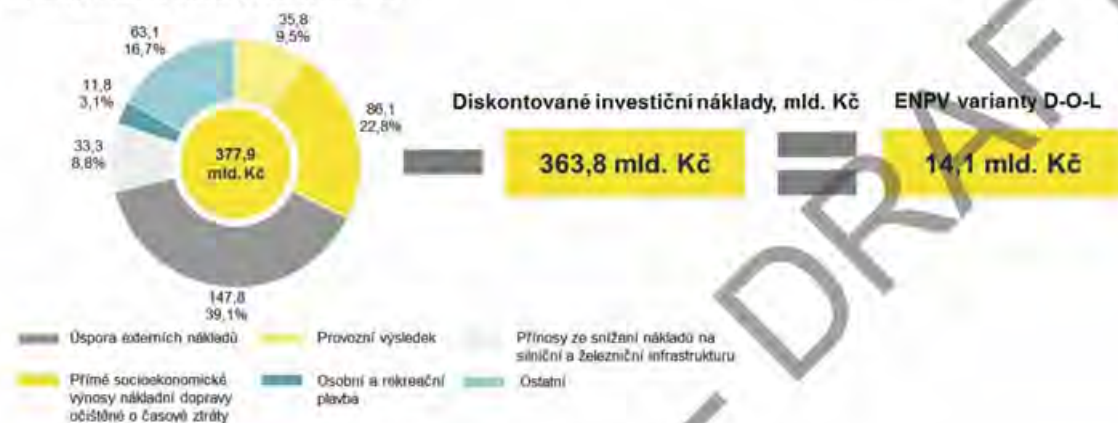 63,1
16,7%
35,8
9,5%
11,8
3,1%
86,1
22,8%
33,3
8,8%
377,9
mld. Kč
147,8
39,1%
Diskontované investiční náklady, mld. Kč
363,8 mld. Kč
ENPV varianty D-O-L
14,1 mld. Kč
Úspora externích nákladů
Provozní výsledek
Přínosy ze snížení nákladů na
silniční a železniční infrastrukturu
Přímé socioekonomické
výnosy nákladní dopravy
očištěné o časové ztráty
Osobní a rekreační
plavba
Ostatní
DRAF